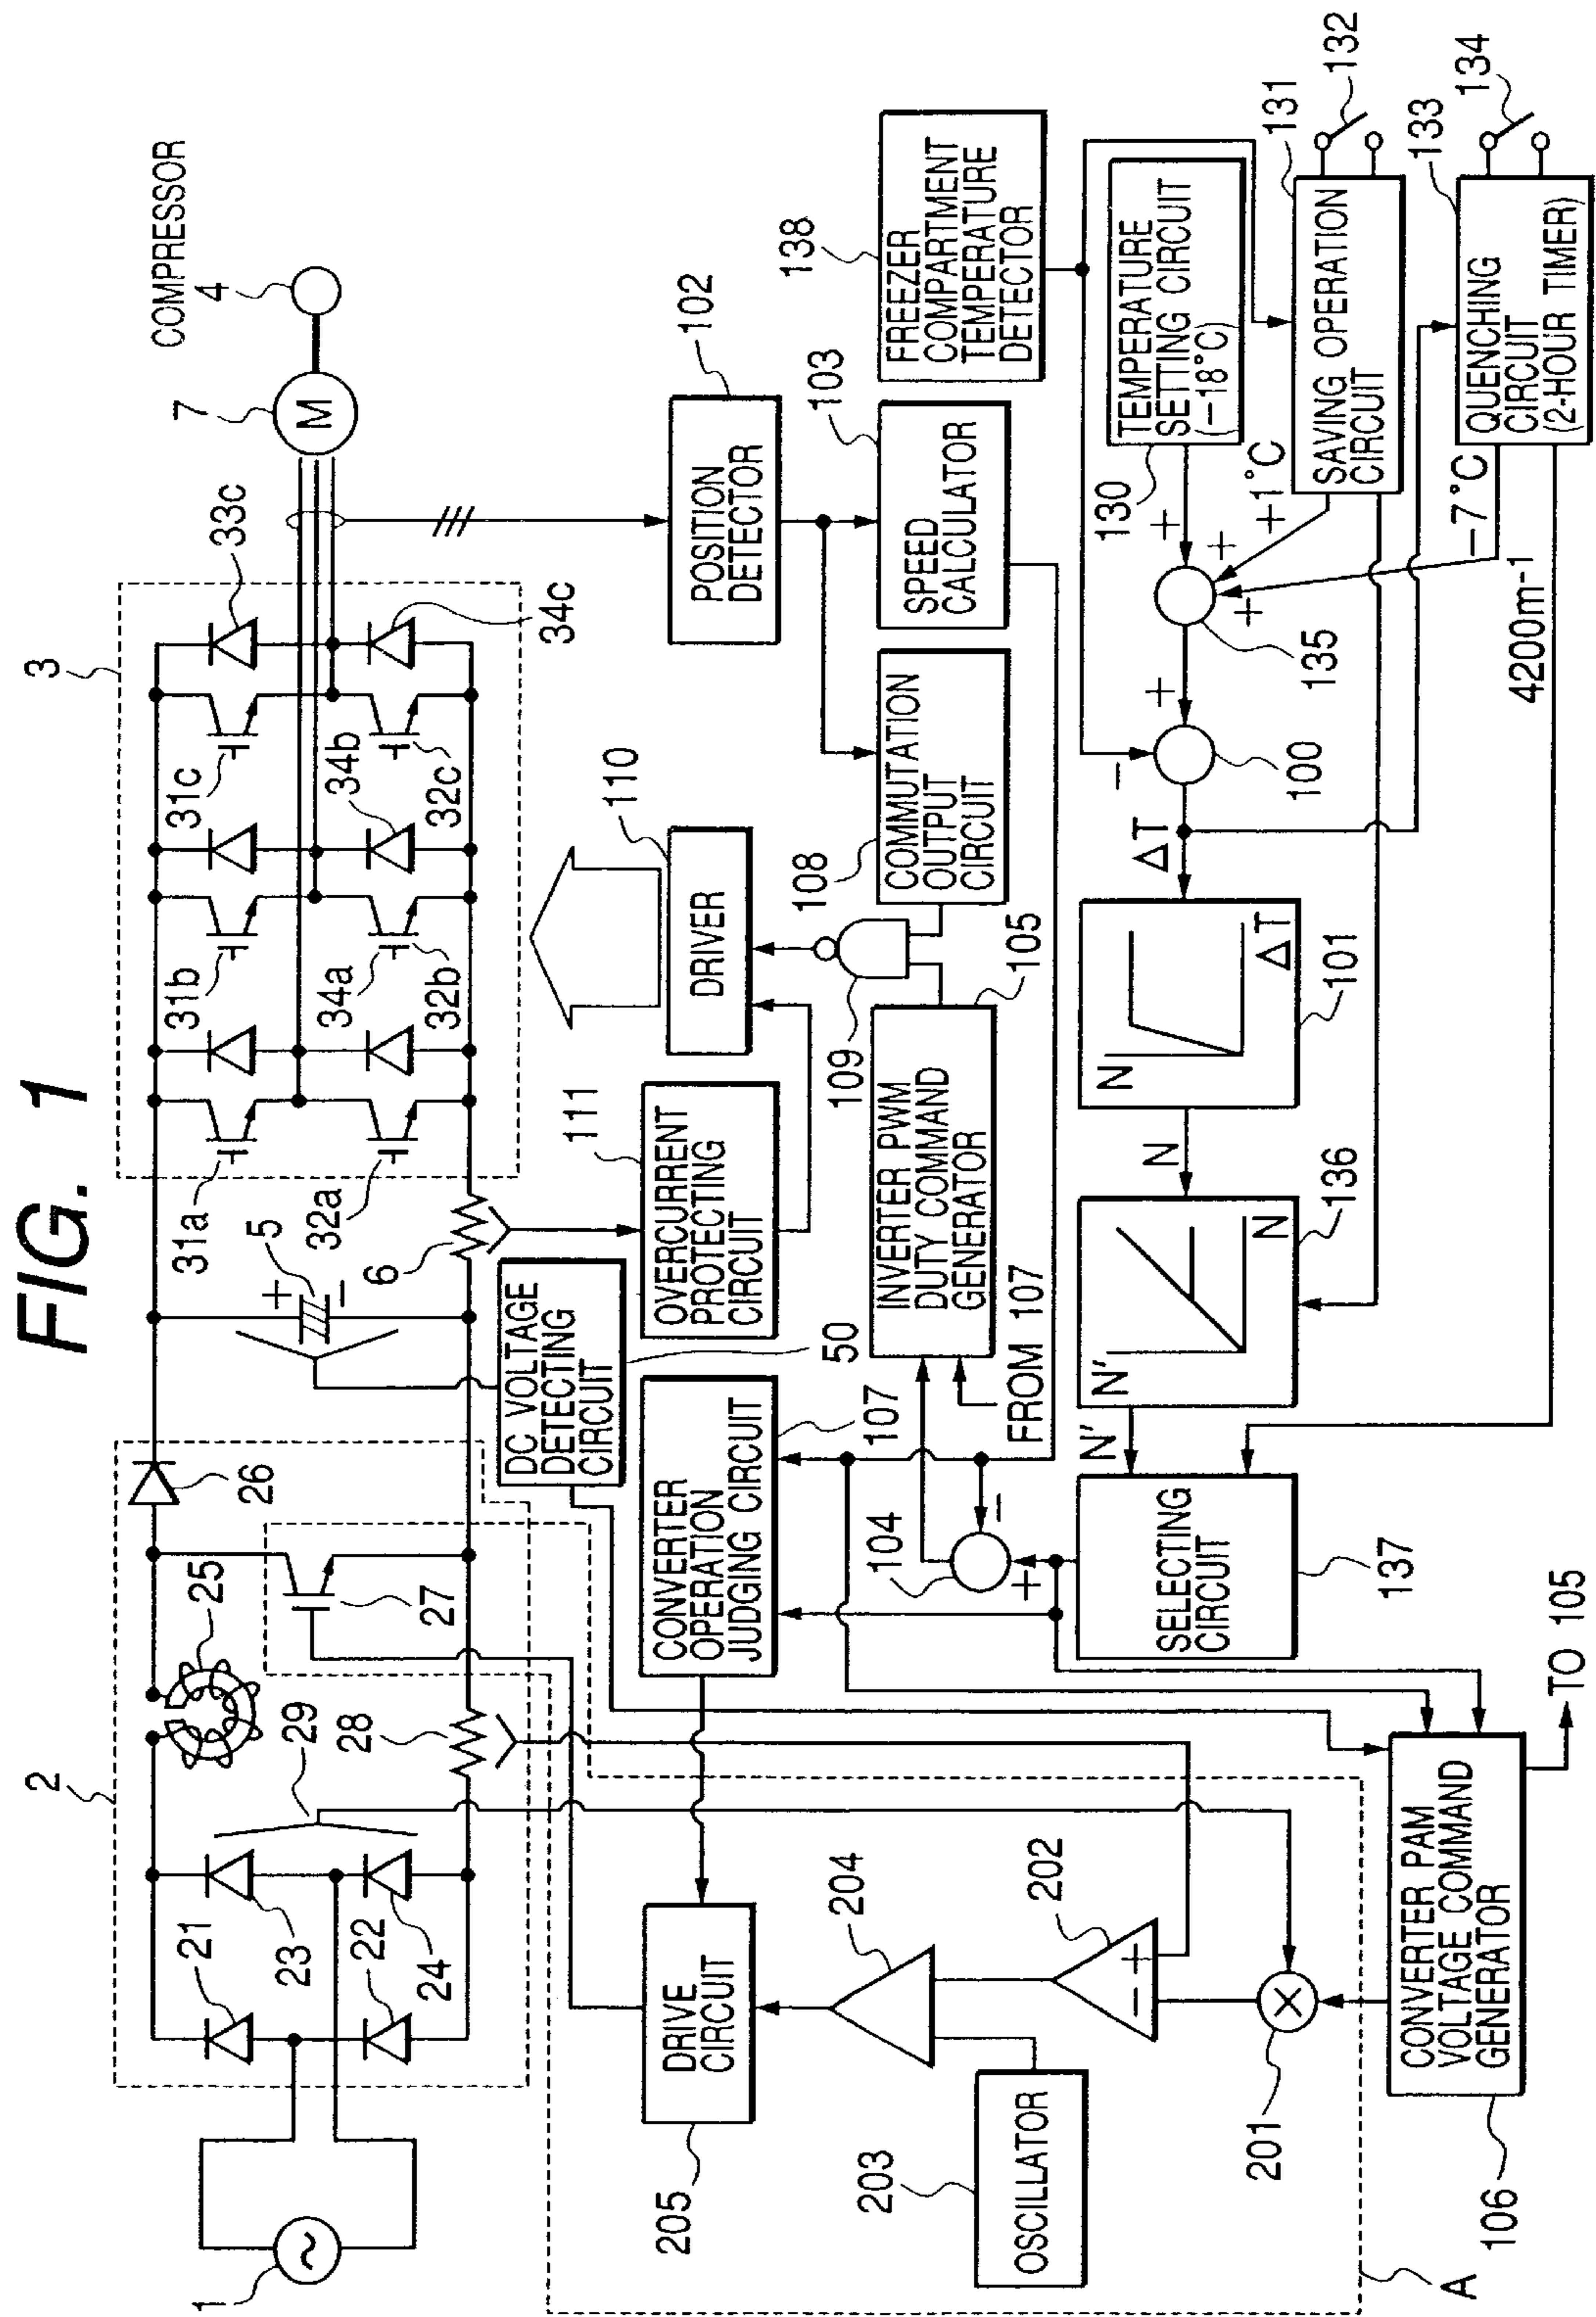 FIG. 1
COMPRESSOR
4
7
M
3
33c
34c
31c
34b
32c
31b
34a
32b
31a
32a
5
+
−
6
2
26
25
27
28
29
21
23
22
24
1
~
102
POSITION
DETECTOR
103
SPEED
CALCULATOR
138
FREEZER
COMPARTMENT
TEMPERATURE
DETECTOR
110
DRIVER
108
COMMUTATION
OUTPUT
CIRCUIT
109
111
OVERCURRENT
PROTECTING
CIRCUIT
DC VOLTAGE
DETECTING
CIRCUIT
50
105
INVERTER PWM
DUTY COMMAND
GENERATOR
FROM 107
107
CONVERTER
OPERATION
JUDGING CIRCUIT
104
+
−
130
TEMPERATURE
SETTING CIRCUIT
(−18°C)
131
132
SAVING OPERATION
CIRCUIT
+1°C
133
134
QUENCHING
CIRCUIT
(2-HOUR TIMER)
−7°C
4200m⁻¹
+
+
+
135
+
−
100
ΔT
N
ΔT
101
N
N'
N
136
N'
SELECTING
CIRCUIT
137
TO 105
205
DRIVE
CIRCUIT
204
202
−
+
203
OSCILLATOR
201
×
106
CONVERTER PAM
VOLTAGE COMMAND
GENERATOR
A